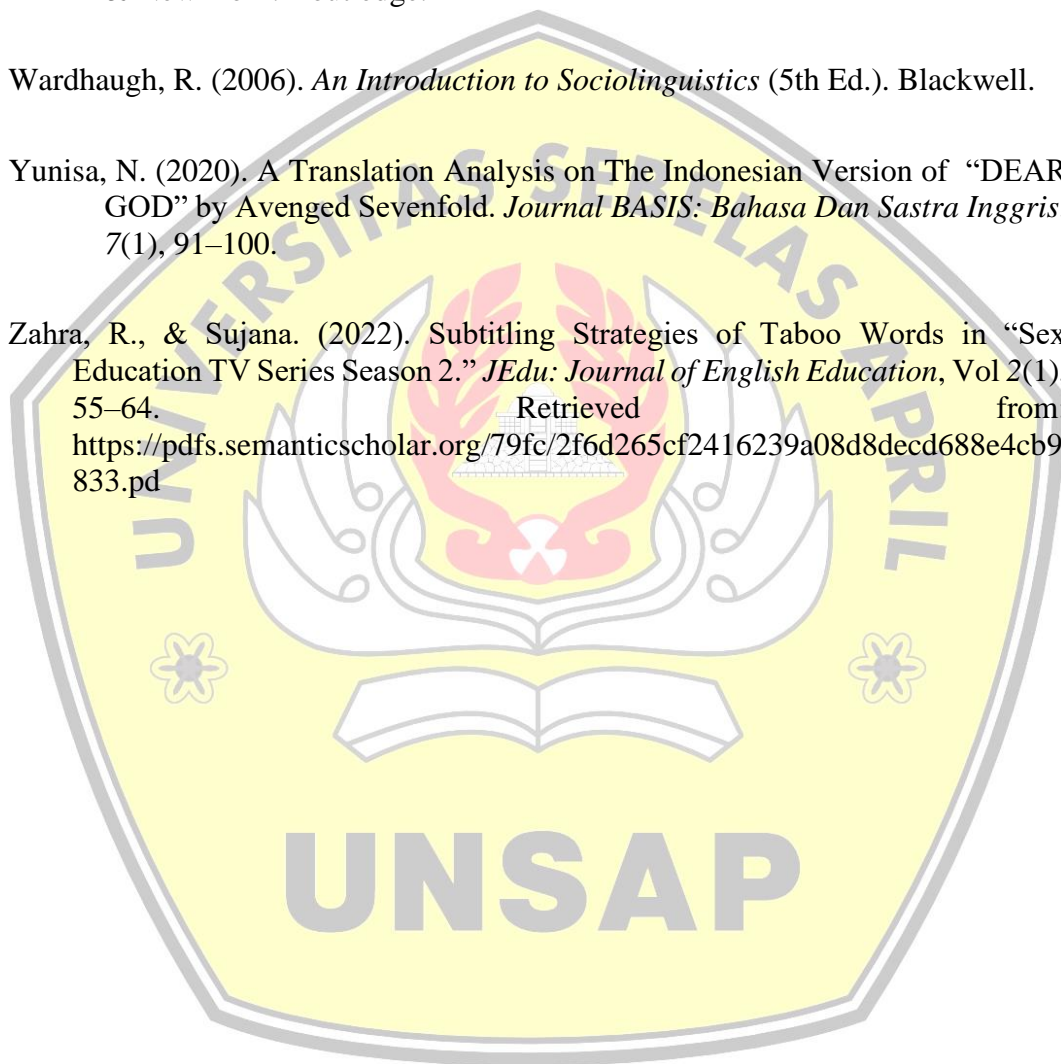 Wardhaugh, R. (2006). An Introduction to Sociolinguistics (5th Ed.). Blackwell.
Yunisa, N. (2020). A Translation Analysis on The Indonesian Version of “DEAR
GOD” by Avenged Sevenfold. Journal BASIS: Bahasa Dan Sastra Inggris
7(1), 91–100.
Zahra, R., & Sujana. (2022). Subtitling Strategies of Taboo Words in “Sex
Education TV Series Season 2.” JEdu: Journal of English Education, Vol 2(1)
55–64. Retrieved from
https://pdfs.semanticscholar.org/79fc/2f6d265cf2416239a08d8decd688e4cb9
833.pd
UNIVERSITAS SEBELAS APRIL
UNSAP